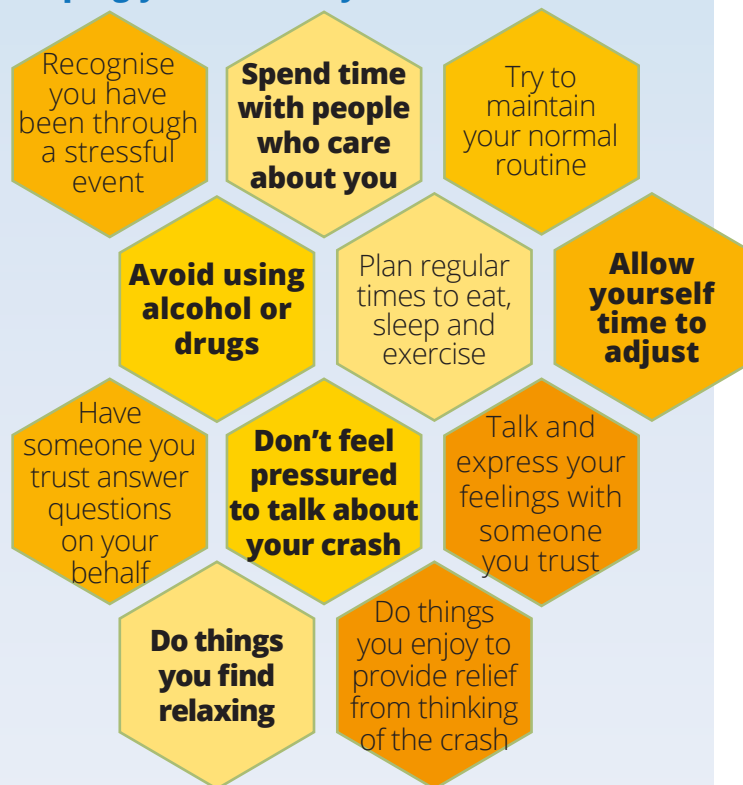 Recognise
you have
been through
a stressful
event
Spend time
with people
who care
about you
Try to
maintain
your normal
routine
Avoid using
alcohol or
drugs
Plan regular
times to eat,
sleep and
exercise
Allow
yourself
time to
adjust
Have
someone you
trust answer
questions
on your
behalf
Don’t feel
pressured
to talk about
your crash
Talk and
express your
feelings with
someone
you trust
Do things
you find
relaxing
Do things
you enjoy to
provide relief
from thinking
of the crash